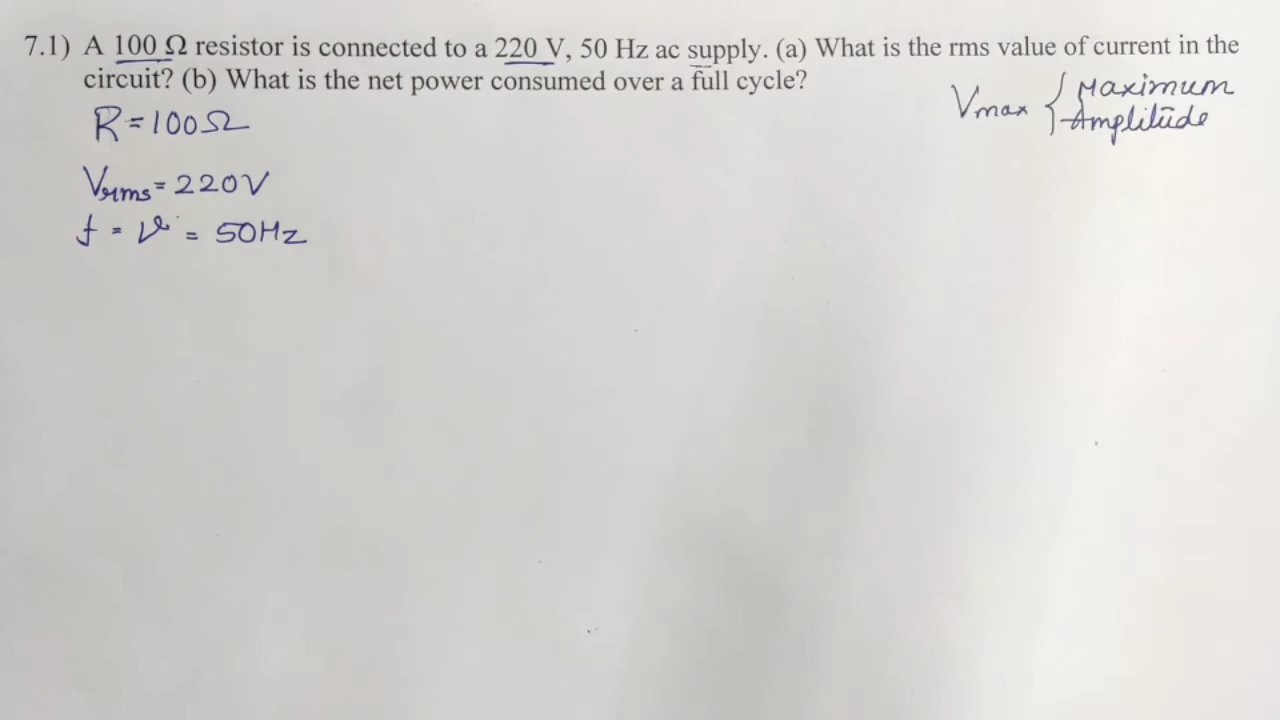 7.1) A 100 Ω resistor is connected to a 220 V, 50 Hz ac supply. (a) What is the rms value of current in the
circuit? (b) What is the net power consumed over a full cycle?
Vmax { Maximum
Amplitude
R = 100Ω
Vrms = 220V
f = ν = 50Hz